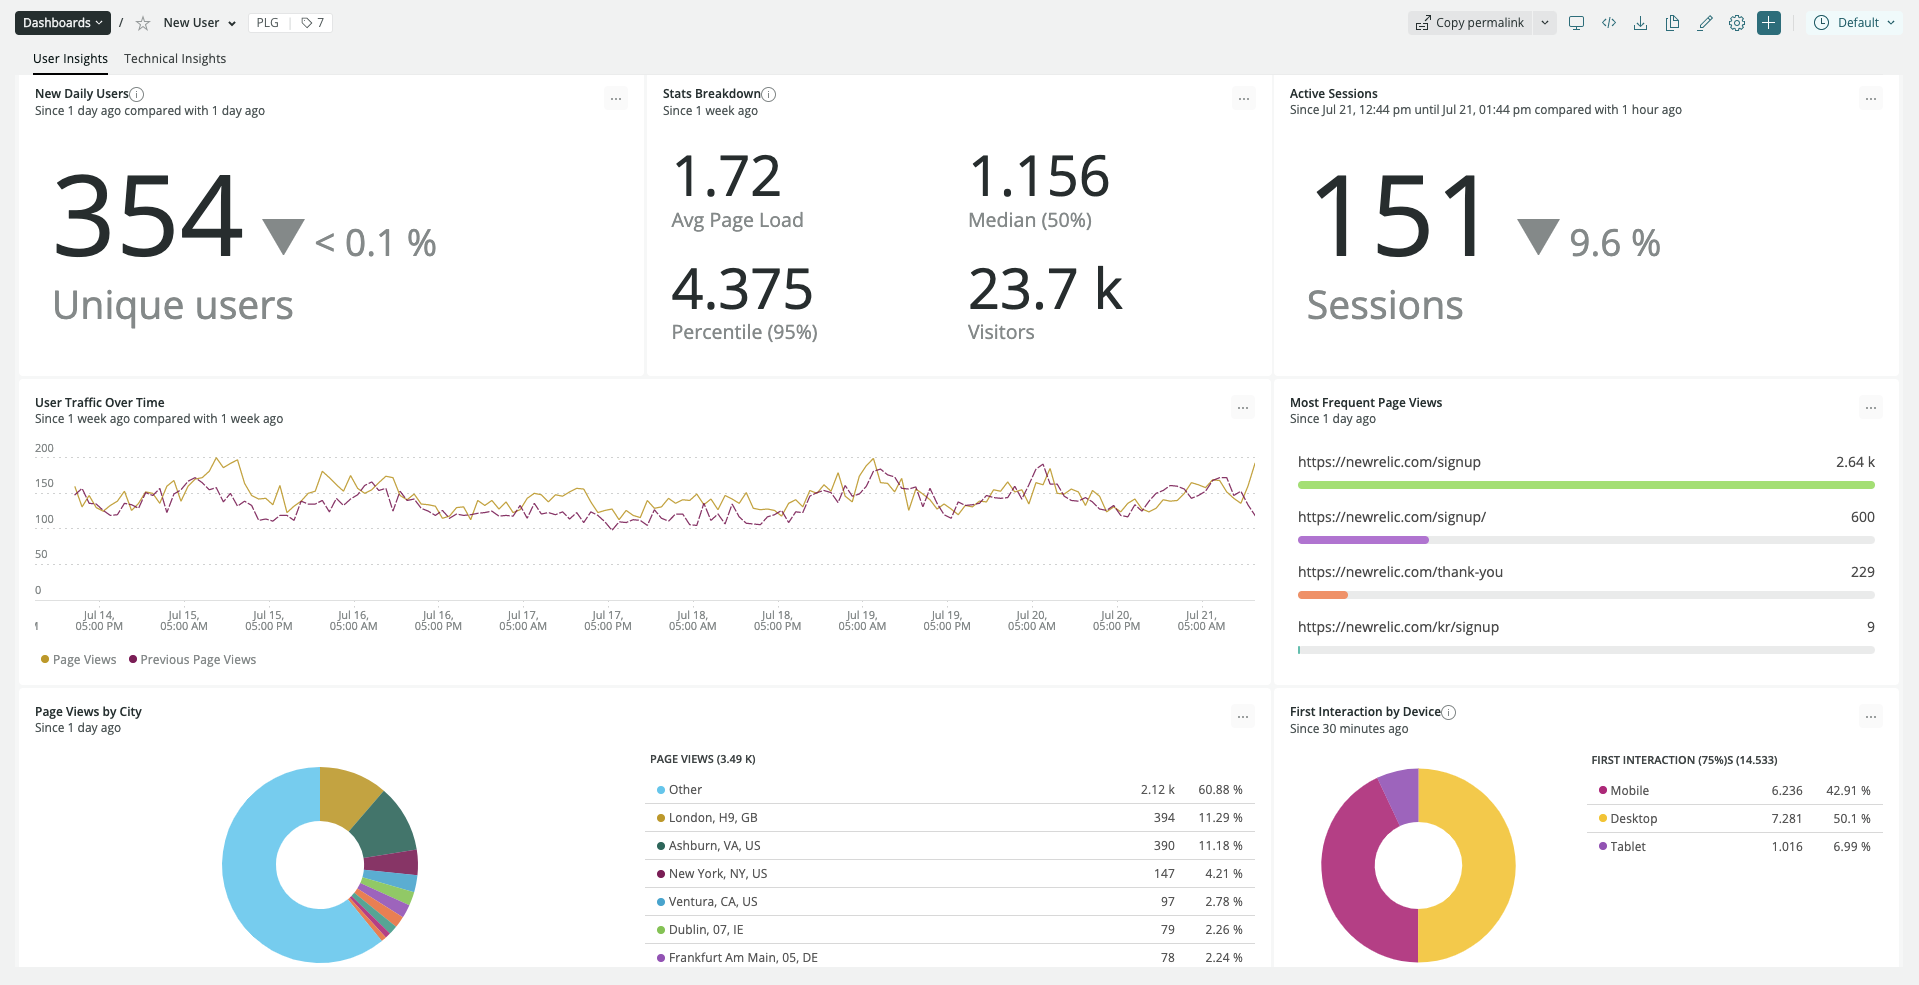 Dashboards / New User PLG 7 Copy permalink Default
User Insights Technical Insights
New Daily Users
Since 1 day ago compared with 1 day ago
354 < 0.1 %
Unique users
Stats Breakdown
Since 1 week ago
1.72 1.156
Avg Page Load Median (50%)
4.375 23.7 k
Percentile (95%) Visitors
Active Sessions
Since Jul 21, 12:44 pm until Jul 21, 01:44 pm compared with 1 hour ago
151 9.6 %
Sessions
User Traffic Over Time
Since 1 week ago compared with 1 week ago
200
150
100
50
0
Jul 14, Jul 15, Jul 15, Jul 16, Jul 16, Jul 17, Jul 17, Jul 18, Jul 18, Jul 19, Jul 19, Jul 20, Jul 20, Jul 21,
05:00 PM 05:00 AM 05:00 PM 05:00 AM 05:00 PM 05:00 AM 05:00 PM 05:00 AM 05:00 PM 05:00 AM 05:00 PM 05:00 AM 05:00 PM 05:00 AM
Page Views Previous Page Views
Most Frequent Page Views
Since 1 day ago
https://newrelic.com/signup 2.64 k
https://newrelic.com/signup/ 600
https://newrelic.com/thank-you 229
https://newrelic.com/kr/signup 9
Page Views by City
Since 1 day ago
PAGE VIEWS (3.49 K)
Other 2.12 k 60.88 %
London, H9, GB 394 11.29 %
Ashburn, VA, US 390 11.18 %
New York, NY, US 147 4.21 %
Ventura, CA, US 97 2.78 %
Dublin, 07, IE 79 2.26 %
Frankfurt Am Main, 05, DE 78 2.24 %
First Interaction by Device
Since 30 minutes ago
FIRST INTERACTION (75%)S (14.533)
Mobile 6.236 42.91 %
Desktop 7.281 50.1 %
Tablet 1.016 6.99 %